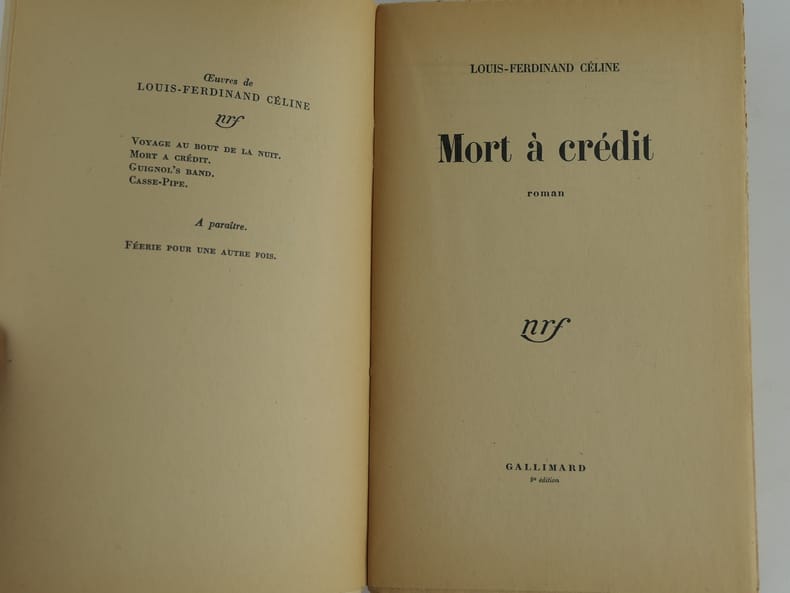 Œuvres de
LOUIS-FERDINAND CÉLINE
nrf
VOYAGE AU BOUT DE LA NUIT.
MORT A CRÉDIT.
GUIGNOL'S BAND.
CASSE-PIPE.
A paraître.
FÉERIE POUR UNE AUTRE FOIS.
LOUIS-FERDINAND CÉLINE
Mort à crédit
roman
nrf
GALLIMARD
édition